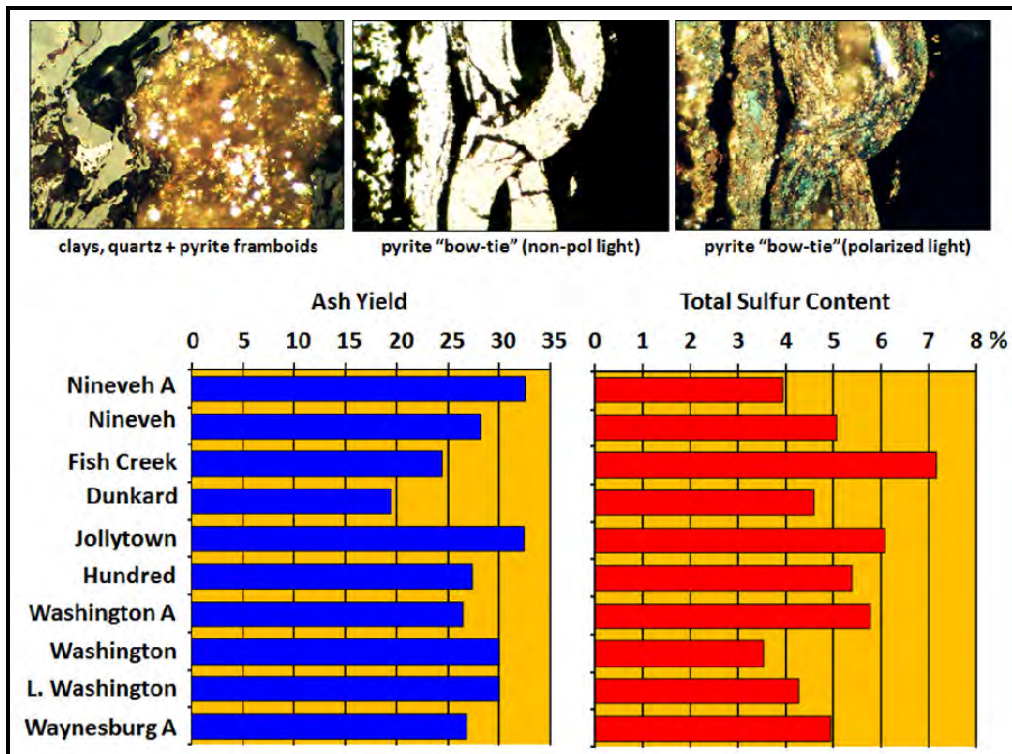 clays, quartz + pyrite framboids
pyrite “bow-tie” (non-pol light)
pyrite “bow-tie”(polarized light)
Ash Yield
Total Sulfur Content
0 5 10 15 20 25 30 35
0 1 2 3 4 5 6 7 8 %
Nineveh A
Nineveh
Fish Creek
Dunkard
Jollytown
Hundred
Washington A
Washington
L. Washington
Waynesburg A